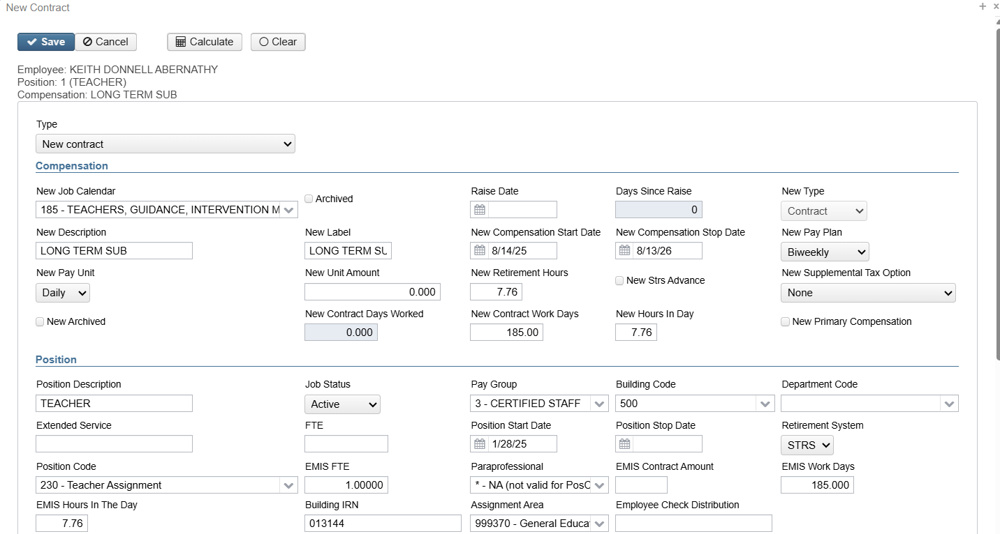 New Contract
Save Cancel Calculate Clear
Employee: KEITH DONNELL ABERNATHY
Position: 1 (TEACHER)
Compensation: LONG TERM SUB
Type
New contract
Compensation
New Job Calendar Archived Raise Date Days Since Raise New Type
185 - TEACHERS, GUIDANCE, INTERVENTION M 0 Contract
New Description New Label New Compensation Start Date New Compensation Stop Date New Pay Plan
LONG TERM SUB LONG TERM SU 8/14/25 8/13/26 Biweekly
New Pay Unit New Unit Amount New Retirement Hours New Strs Advance New Supplemental Tax Option
Daily 0.000 7.76 None
New Archived New Contract Days Worked New Contract Work Days New Hours In Day New Primary Compensation
0.000 185.00 7.76
Position
Position Description Job Status Pay Group Building Code Department Code
TEACHER Active 3 - CERTIFIED STAFF 500
Extended Service FTE Position Start Date Position Stop Date Retirement System
1/28/25 STRS
Position Code EMIS FTE Paraprofessional EMIS Contract Amount EMIS Work Days
230 - Teacher Assignment 1.00000 * - NA (not valid for PosC 185.000
EMIS Hours In The Day Building IRN Assignment Area Employee Check Distribution
7.76 013144 999370 - General Educa